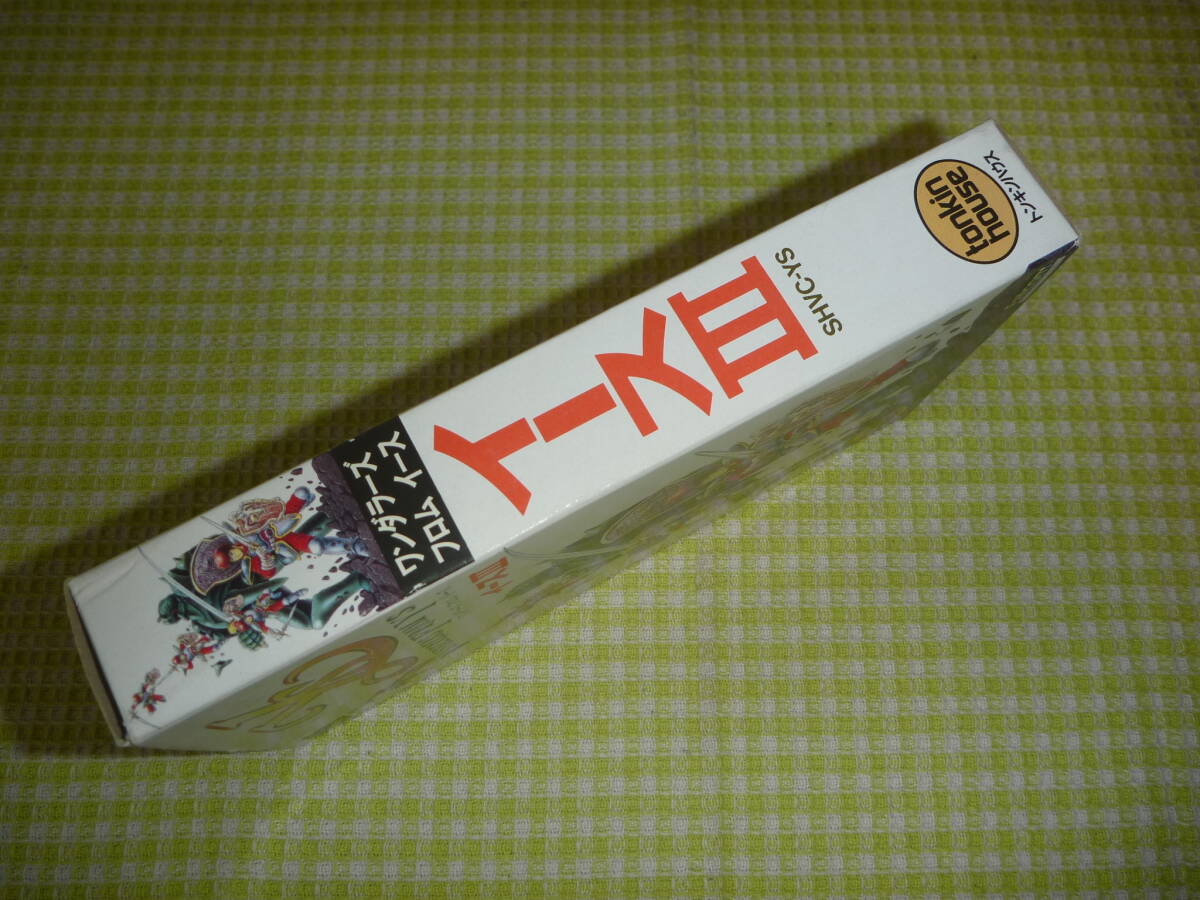 ワンダラーズ
フロム イース
イースIII
SHVC-YS
tonkin
house
トンキンハウス